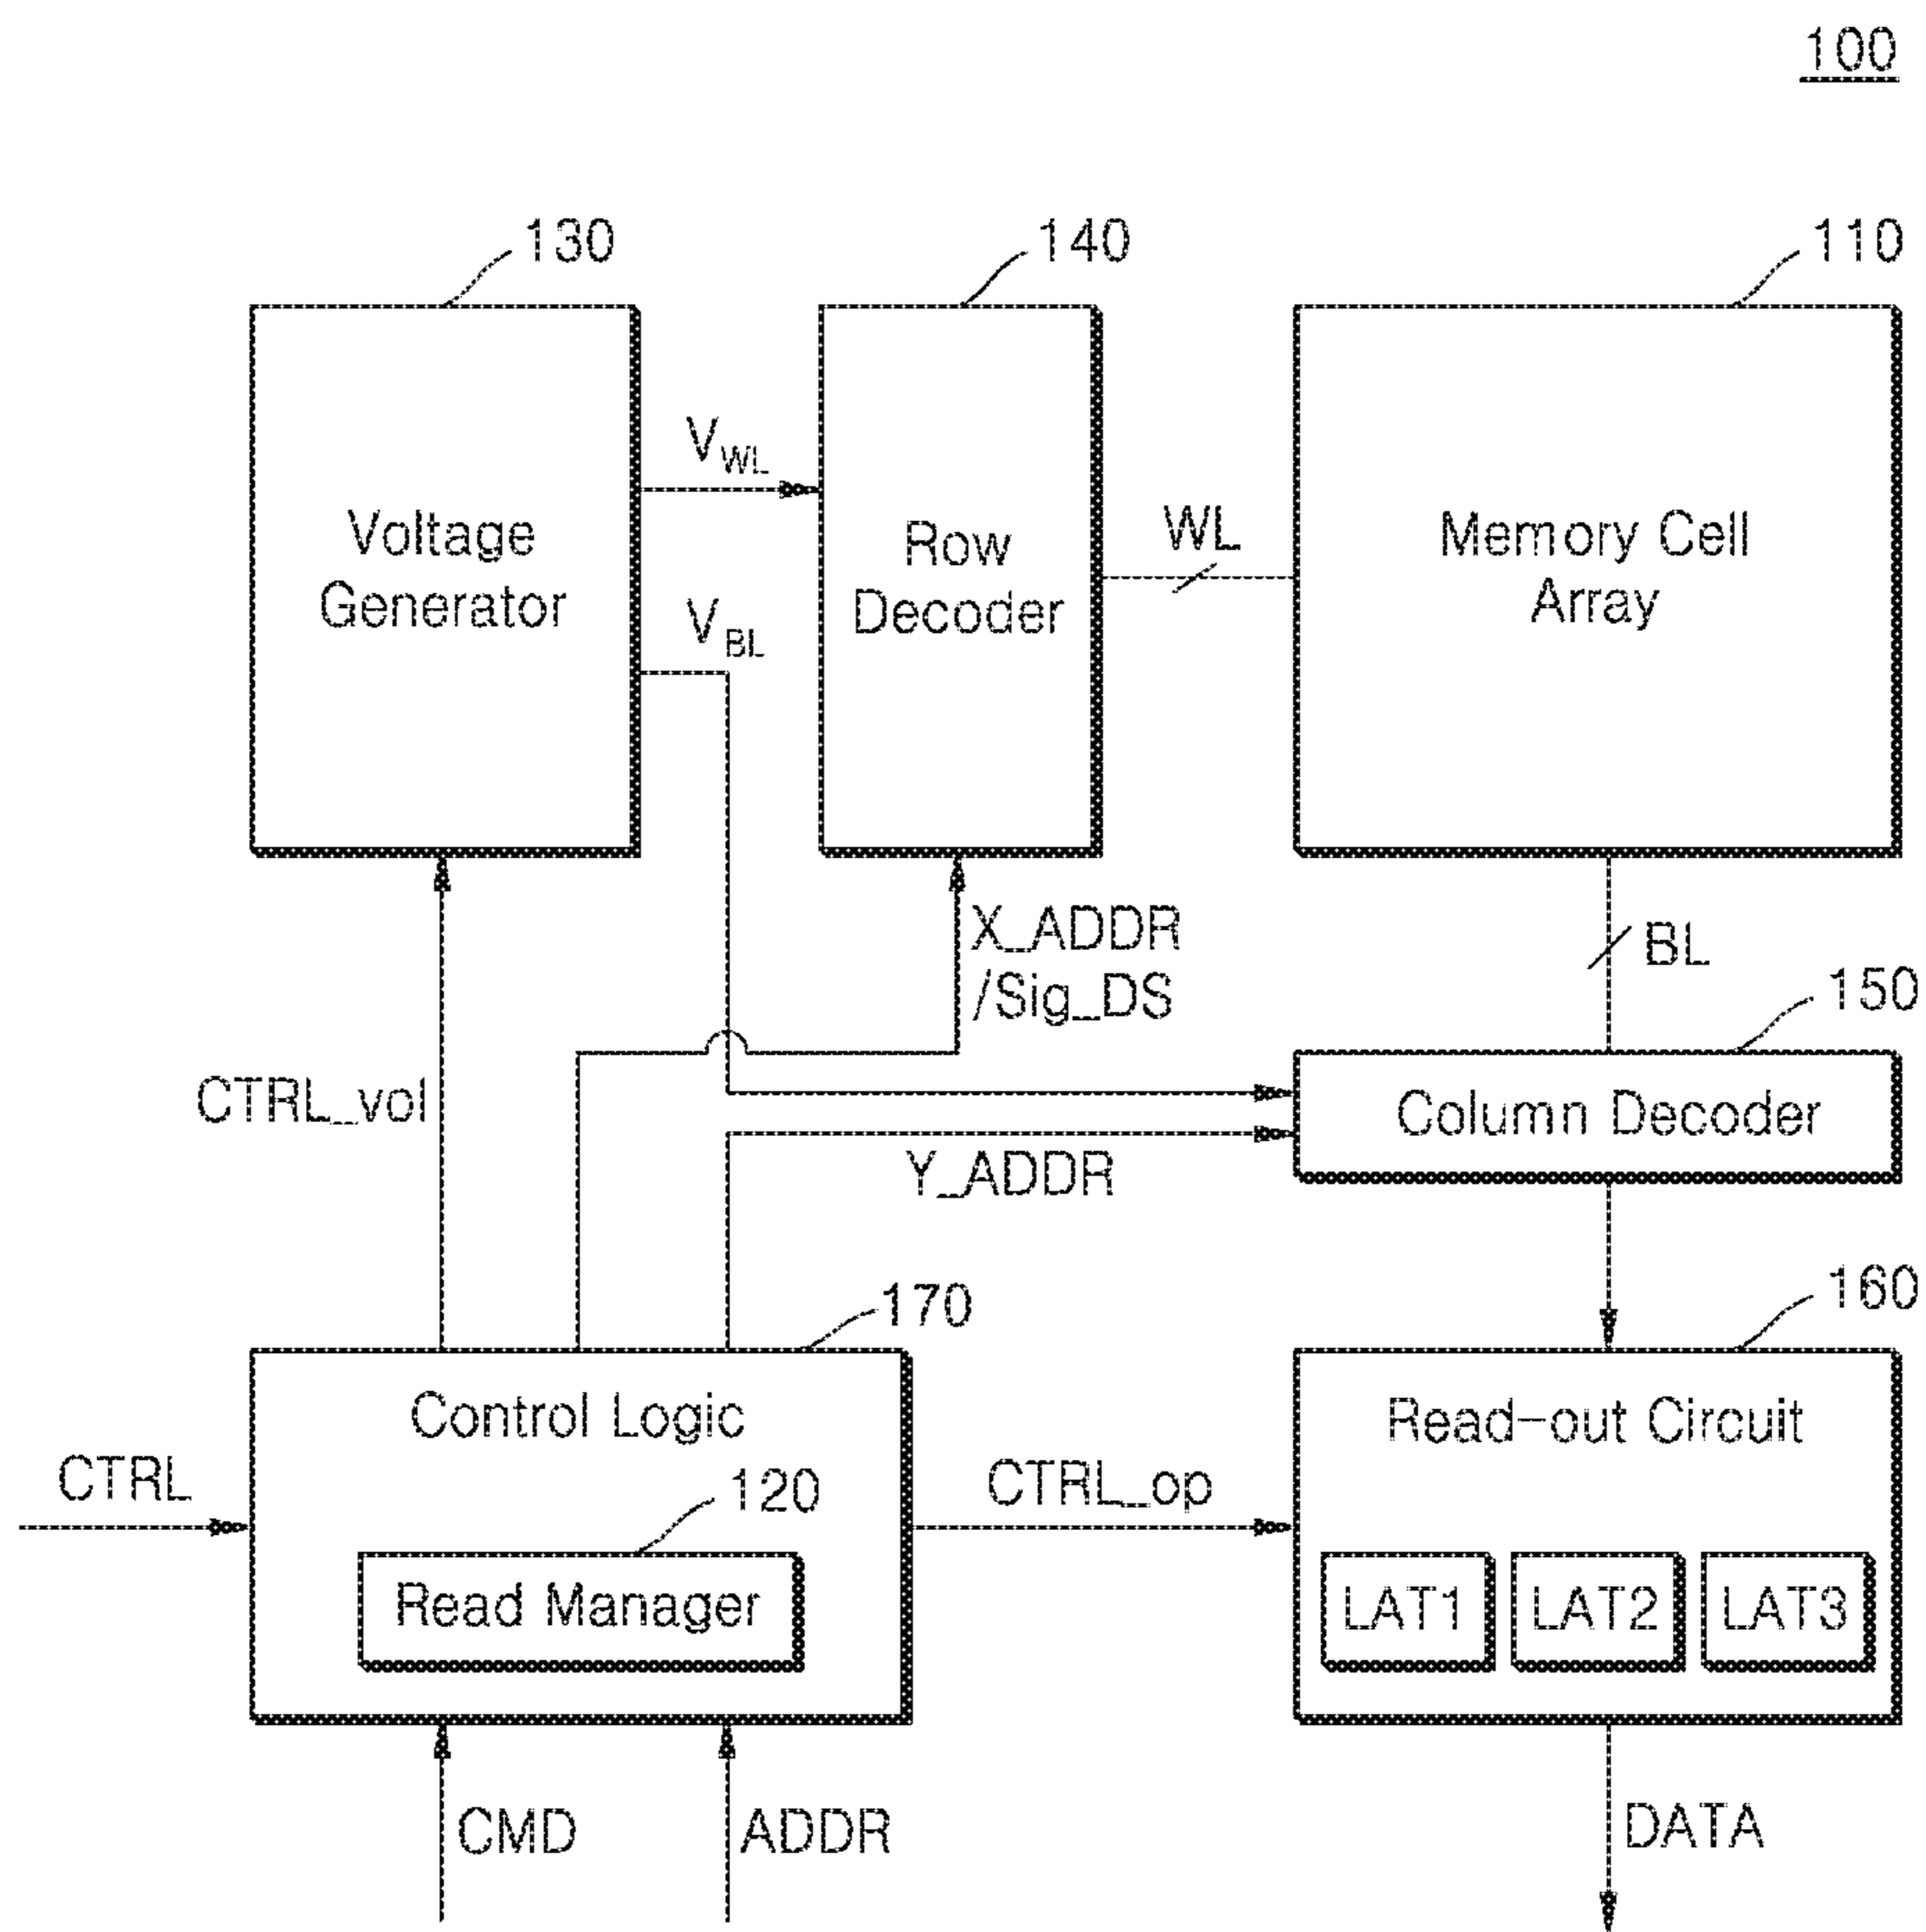 100
130
140
110
Voltage
Generator
V_WL
V_BL
Row
Decoder
WL
Memory Cell
Array
X_ADDR
/Sig_DS
BL
150
CTRL_vol
Column Decoder
Y_ADDR
170
160
Control Logic
Read-out Circuit
CTRL
120
CTRL_op
Read Manager
LAT1
LAT2
LAT3
CMD
ADDR
DATA